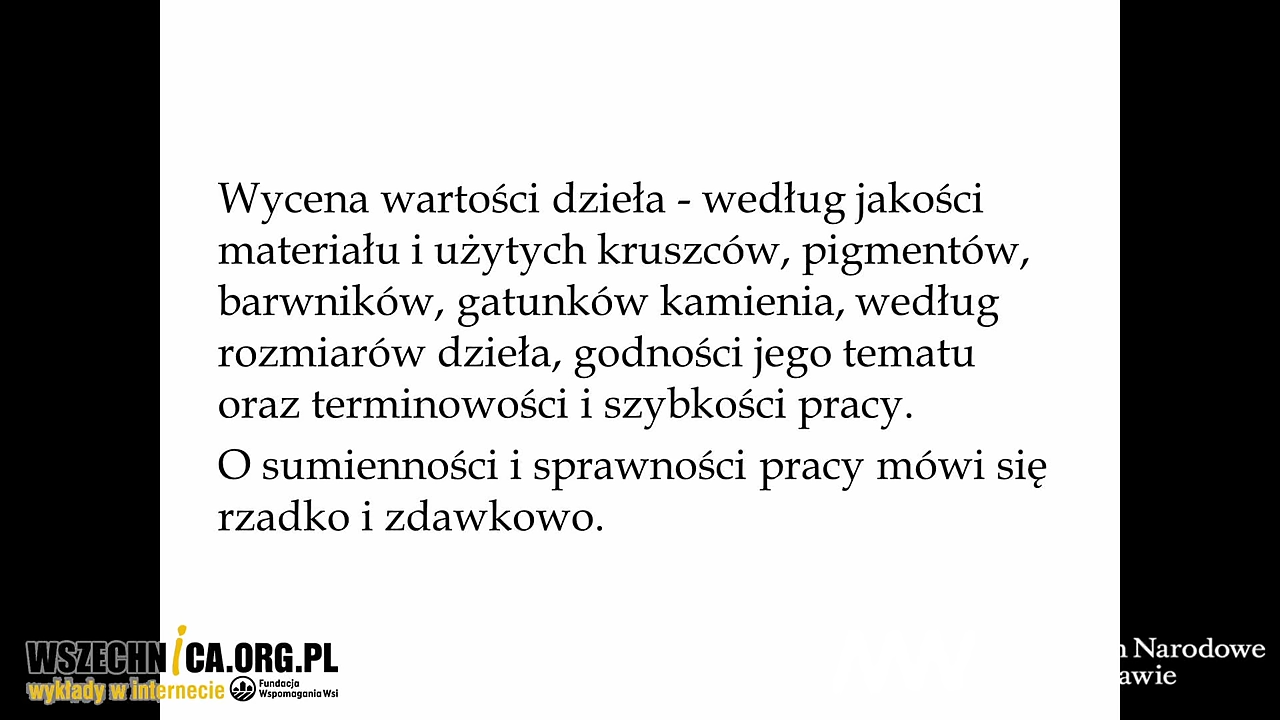 Wycena wartości dzieła - według jakości
materiału i użytych kruszców, pigmentów,
barwników, gatunków kamienia, według
rozmiarów dzieła, godności jego tematu
oraz terminowości i szybkości pracy.
O sumienności i sprawności pracy mówi się
rzadko i zdawkowo.
WSZECHNICA.ORG.PL
wykłady w internecie
Fundacja
Wspomagania Wsi
Narodowe